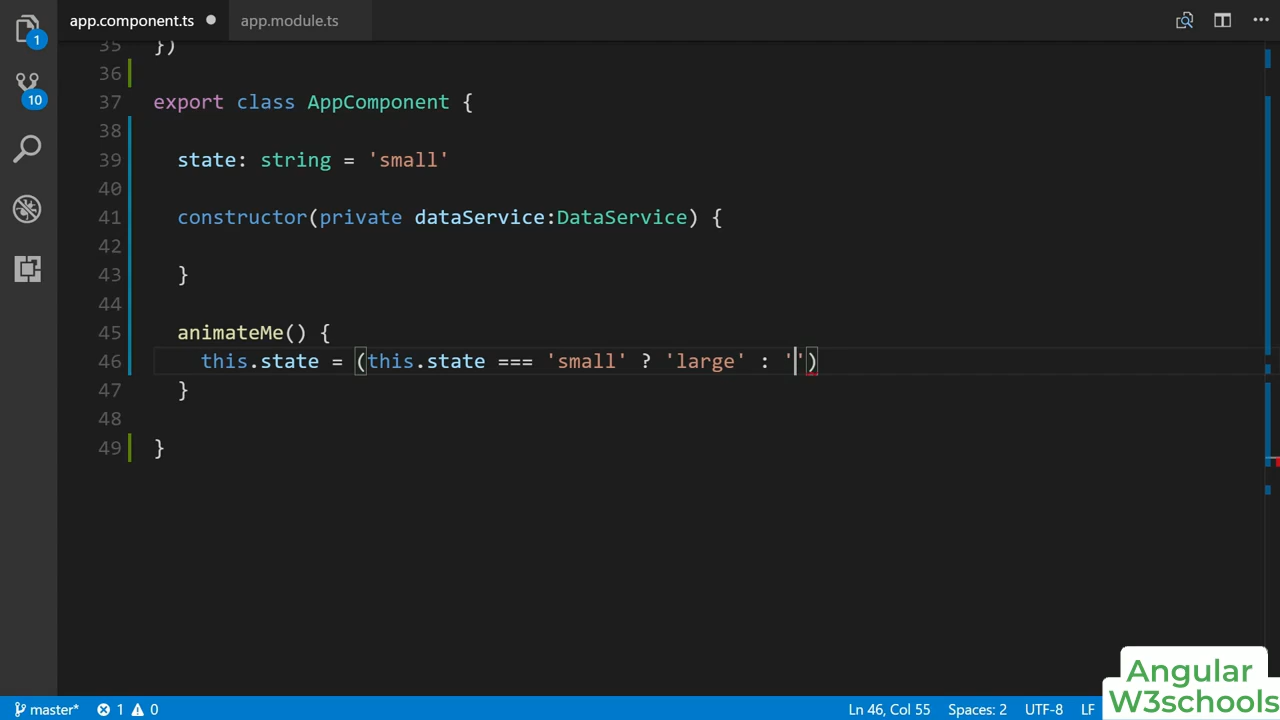 app.component.ts
app.module.ts
1
10
35 })
36
37 export class AppComponent {
38
39 state: string = 'small'
40
41 constructor(private dataService:DataService) {
42
43 }
44
45 animateMe() {
46 this.state = (this.state === 'small' ? 'large' : '')
47 }
48
49 }
master* 1 0 Ln 46, Col 55 Spaces: 2 UTF-8 LF
Angular
W3schools